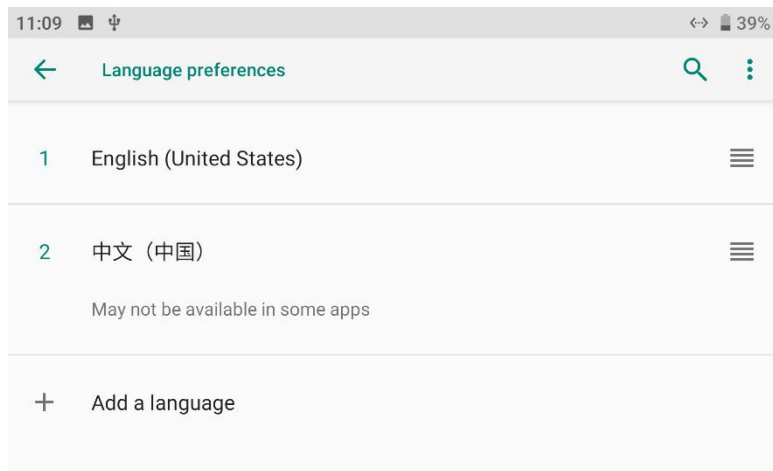 11:09
39%
Language preferences
1 English (United States)
2 中文（中国）
May not be available in some apps
Add a language